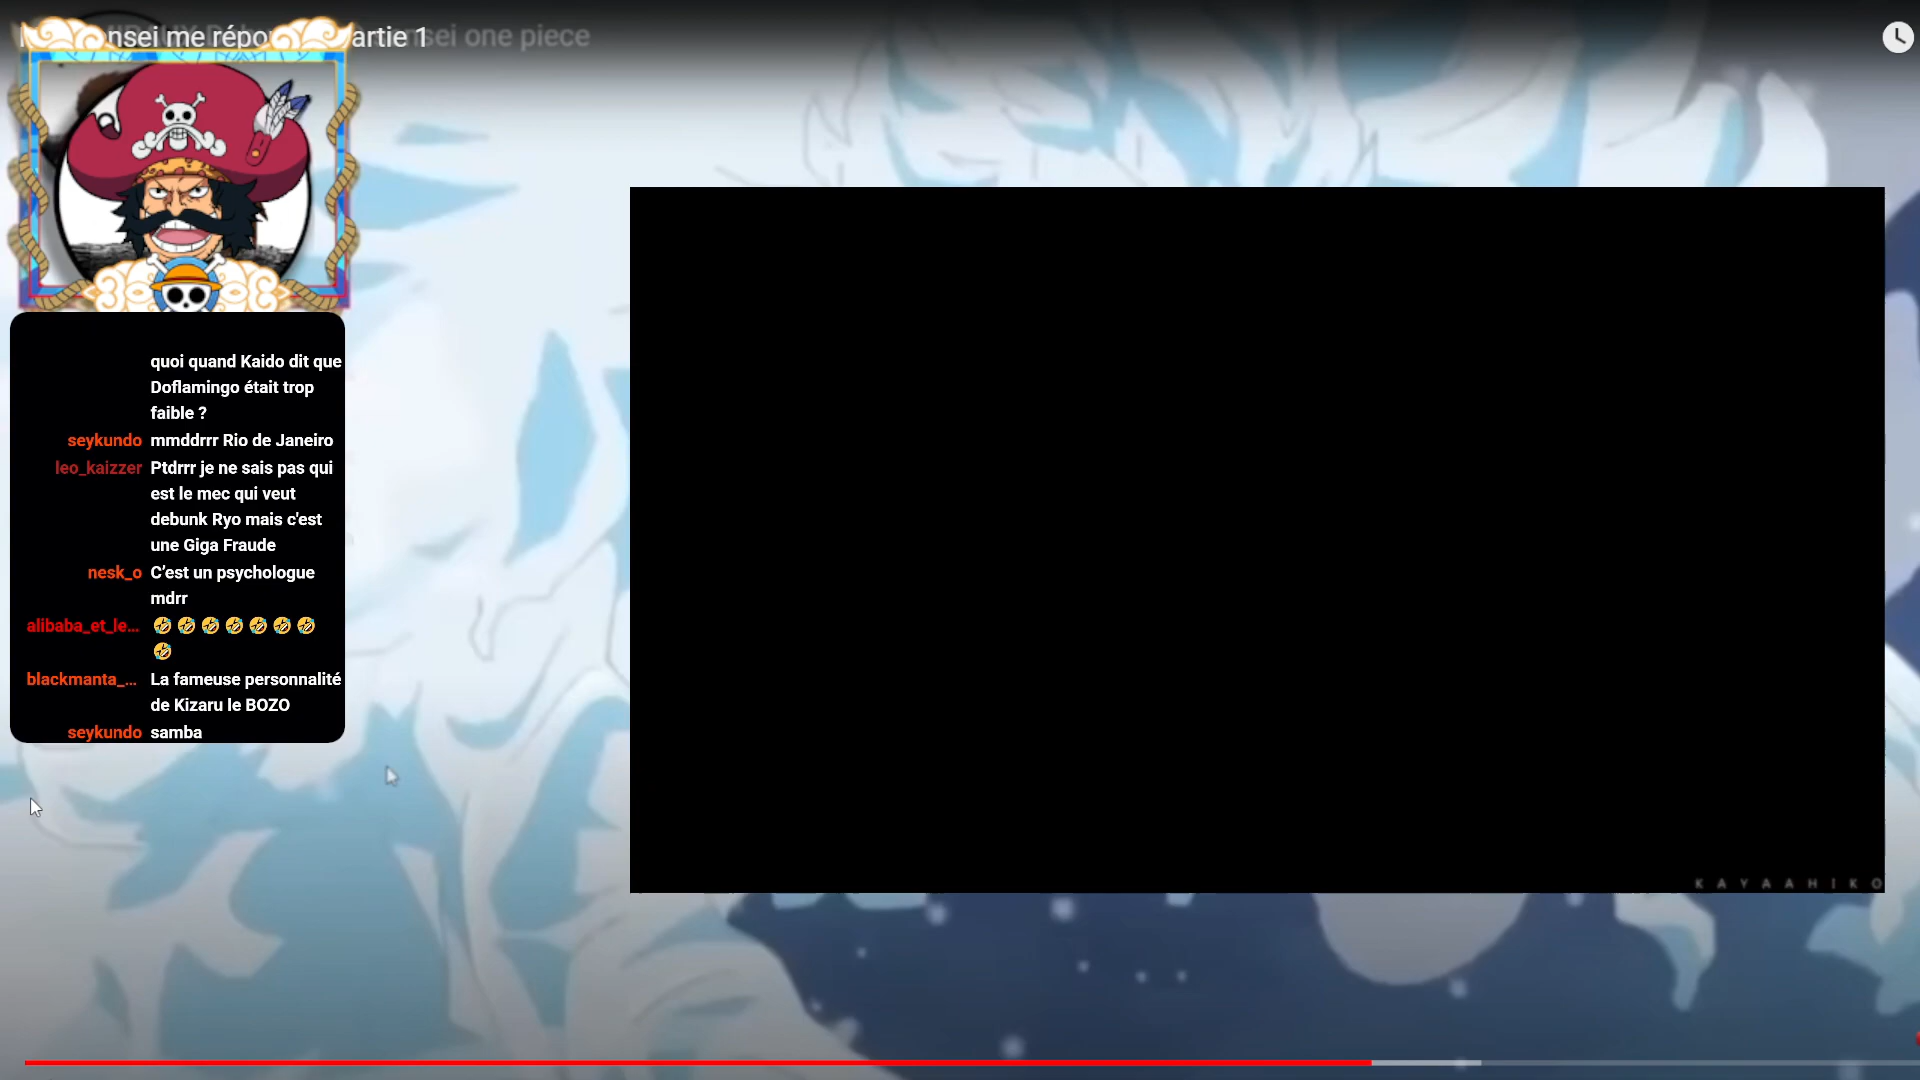 nsei me répo artie 1 nsei one piece
quoi quand Kaido dit que
Doflamingo était trop
faible ?
seykundo mmddrrr Rio de Janeiro
leo_kaizzer Ptdrrr je ne sais pas qui
est le mec qui veut
debunk Ryo mais c'est
une Giga Fraude
nesk_o C’est un psychologue
mdrr
alibaba_et_le... 🤣🤣🤣🤣🤣🤣🤣
🤣
blackmanta_... La fameuse personnalité
de Kizaru le BOZO
seykundo samba
KAYAAHIKO